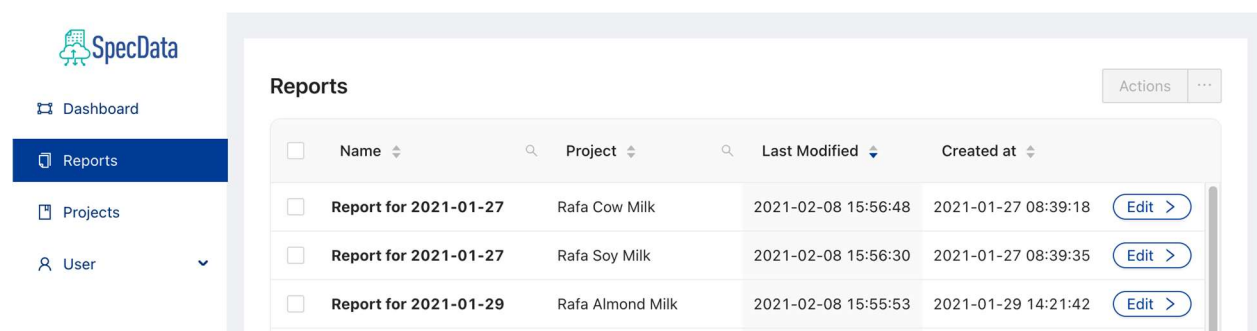 SpecData
Dashboard
Reports
Projects
User
Reports
Actions ···
Name Project Last Modified Created at
Report for 2021-01-27 Rafa Cow Milk 2021-02-08 15:56:48 2021-01-27 08:39:18 Edit >
Report for 2021-01-27 Rafa Soy Milk 2021-02-08 15:56:30 2021-01-27 08:39:35 Edit >
Report for 2021-01-29 Rafa Almond Milk 2021-02-08 15:55:53 2021-01-29 14:21:42 Edit >